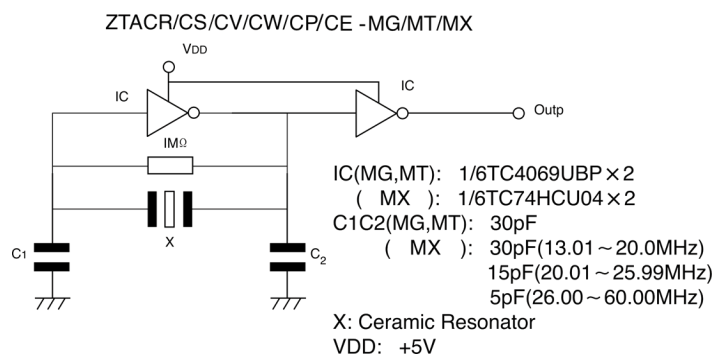 ZTACR/CS/CV/CW/CP/CE -MG/MT/MX
VDD
IC
IC
Outp
IMΩ
X
C1
C2
IC(MG,MT): 1/6TC4069UBP×2
( MX ): 1/6TC74HCU04×2
C1C2(MG,MT): 30pF
( MX ): 30pF(13.01~20.0MHz)
15pF(20.01~25.99MHz)
5pF(26.00~60.00MHz)
X: Ceramic Resonator
VDD: +5V